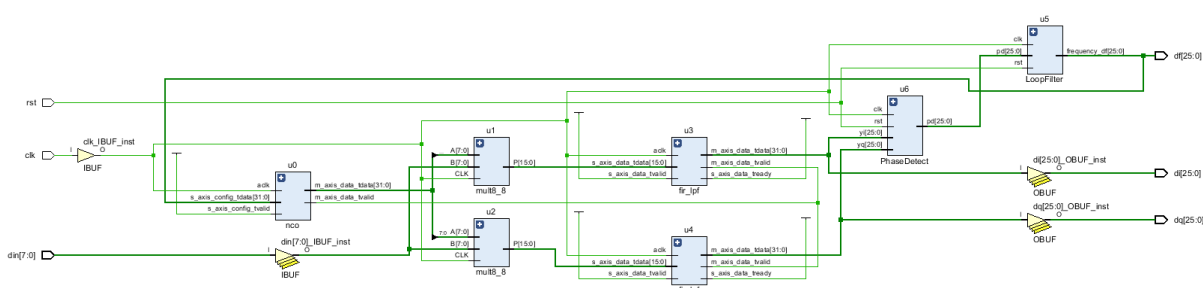 u5
clk
pd[25:0]
frequency_df[25:0]
df[25:0]
rst
LoopFilter
u6
clk
rst
pd[25:0]
yi[25:0]
yq[25:0]
PhaseDetect
rst
clk_IBUF_inst
clk
I
O
IBUF
u0
aclk
m_axis_data_tdata[31:0]
s_axis_config_tdata[31:0]
m_axis_data_tvalid
s_axis_config_tvalid
nco
u1
A[7:0]
B[7:0]
P[15:0]
CLK
mult8_8
u3
aclk
m_axis_data_tdata[31:0]
s_axis_data_tdata[15:0]
m_axis_data_tvalid
s_axis_data_tvalid
s_axis_data_tready
fir_lpf
di[25:0]_OBUF_inst
I
O
di[25:0]
OBUF
u2
7:0
A[7:0]
B[7:0]
P[15:0]
CLK
mult8_8
dq[25:0]_OBUF_inst
I
O
dq[25:0]
OBUF
u4
aclk
m_axis_data_tdata[31:0]
s_axis_data_tdata[15:0]
m_axis_data_tvalid
s_axis_data_tvalid
s_axis_data_tready
din[7:0]_IBUF_inst
din[7:0]
I
O
IBUF